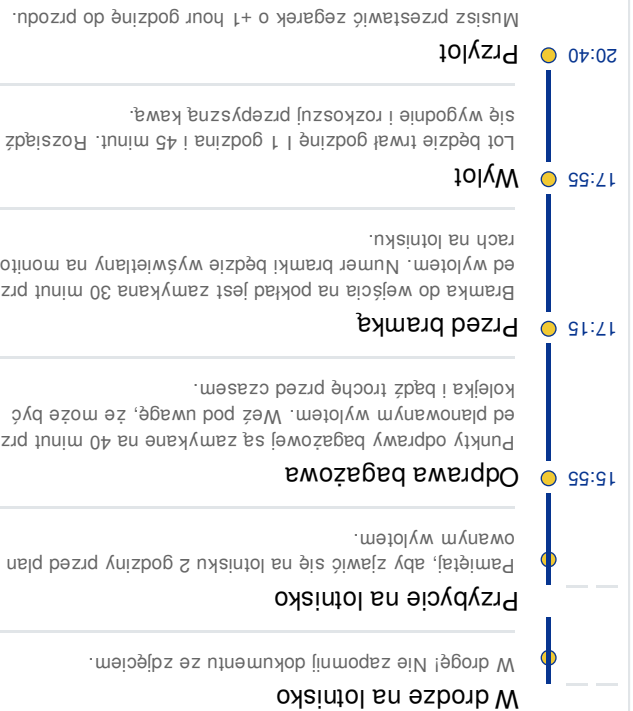 W drodze na lotnisko
W drogę! Nie zapomnij dokumentu ze zdjęciem.
Przybycie na lotnisko
Pamiętaj, aby zjawić się na lotnisku 2 godziny przed plan
owanym wylotem.
15:55
Odprawa bagażowa
Punkty odprawy bagażowej są zamykane na 40 minut prz
ed planowanym wylotem. Weź pod uwagę, że może być
kolejka i bądź trochę przed czasem.
17:15
Przed bramką
Bramka do wejścia na pokład jest zamykana 30 minut prz
ed wylotem. Numer bramki będzie wyświetlany na monito
rach na lotnisku.
17:55
Wylot
Lot będzie trwał godzinę I 1 godzina i 45 minut. Rozsiądź
się wygodnie i rozkoszuj przepyszną kawą.
20:40
Przylot
Musisz przestawić zegarek o +1 hour godzinę do przodu.